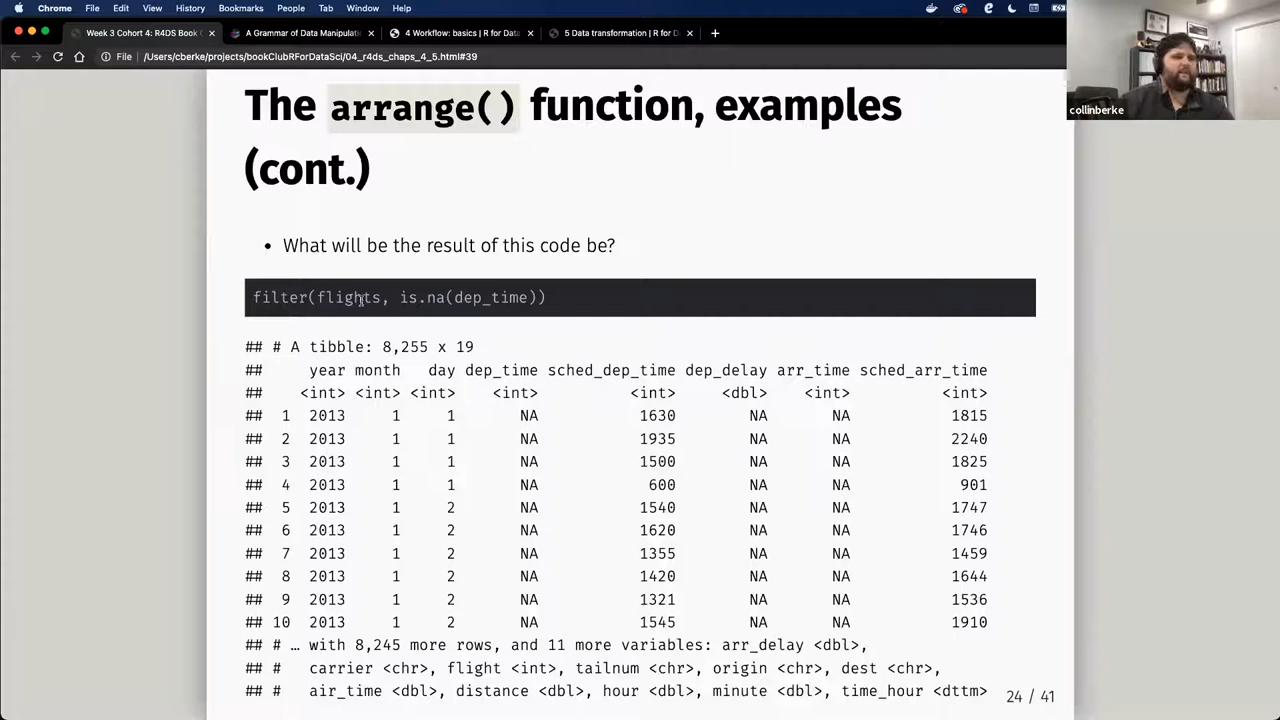 Chrome File Edit View History Bookmarks People Tab Window Help
Week 3 Cohort 4: R4DS Book C
A Grammar of Data Manipulatio
4 Workflow: basics | R for Data
5 Data transformation | R for D
File /Users/cberke/projects/bookClubRForDataSci/04_r4ds_chaps_4_5.html#39
collinberke
The arrange() function, examples
(cont.)
• What will be the result of this code be?
filter(flights, is.na(dep_time))
## # A tibble: 8,255 x 19
## year month day dep_time sched_dep_time dep_delay arr_time sched_arr_time
## <int> <int> <int> <int> <int> <dbl> <int> <int>
## 1 2013 1 1 NA 1630 NA NA 1815
## 2 2013 1 1 NA 1935 NA NA 2240
## 3 2013 1 1 NA 1500 NA NA 1825
## 4 2013 1 1 NA 600 NA NA 901
## 5 2013 1 2 NA 1540 NA NA 1747
## 6 2013 1 2 NA 1620 NA NA 1746
## 7 2013 1 2 NA 1355 NA NA 1459
## 8 2013 1 2 NA 1420 NA NA 1644
## 9 2013 1 2 NA 1321 NA NA 1536
## 10 2013 1 2 NA 1545 NA NA 1910
## # … with 8,245 more rows, and 11 more variables: arr_delay <dbl>,
## # carrier <chr>, flight <int>, tailnum <chr>, origin <chr>, dest <chr>,
## # air_time <dbl>, distance <dbl>, hour <dbl>, minute <dbl>, time_hour <dttm>
24 / 41